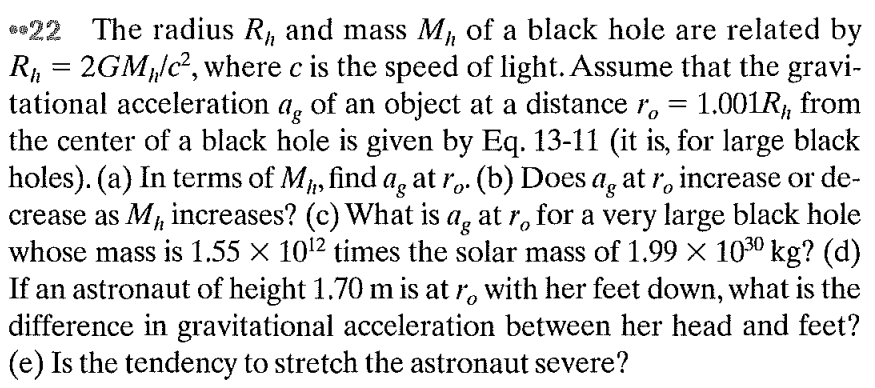 ••22 The radius Rₕ and mass Mₕ of a black hole are related by
Rₕ = 2GMₕ/c², where c is the speed of light. Assume that the gravi-
tational acceleration a_g of an object at a distance rₒ = 1.001Rₕ from
the center of a black hole is given by Eq. 13-11 (it is, for large black
holes). (a) In terms of Mₕ, find a_g at rₒ. (b) Does a_g at rₒ increase or de-
crease as Mₕ increases? (c) What is a_g at rₒ for a very large black hole
whose mass is 1.55 × 10¹² times the solar mass of 1.99 × 10³⁰ kg? (d)
If an astronaut of height 1.70 m is at rₒ with her feet down, what is the
difference in gravitational acceleration between her head and feet?
(e) Is the tendency to stretch the astronaut severe?